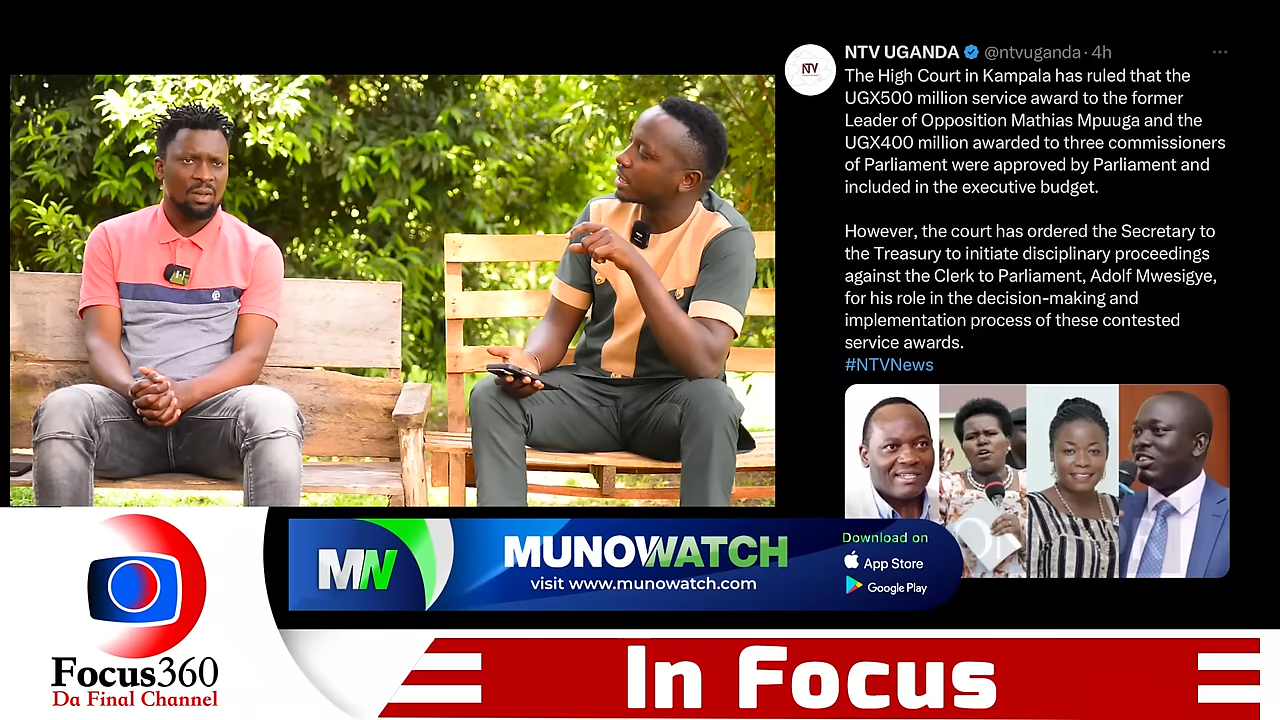 NTV UGANDA @ntvuganda · 4h
NTV
The High Court in Kampala has ruled that the
UGX500 million service award to the former
Leader of Opposition Mathias Mpuuga and the
UGX400 million awarded to three commissioners
of Parliament were approved by Parliament and
included in the executive budget.
However, the court has ordered the Secretary to
the Treasury to initiate disciplinary proceedings
against the Clerk to Parliament, Adolf Mwesigye,
for his role in the decision-making and
implementation process of these contested
service awards.
#NTVNews
MN
MUNOWATCH
visit www.munowatch.com
Download on
App Store
Google Play
Focus360
Da Final Channel
In Focus